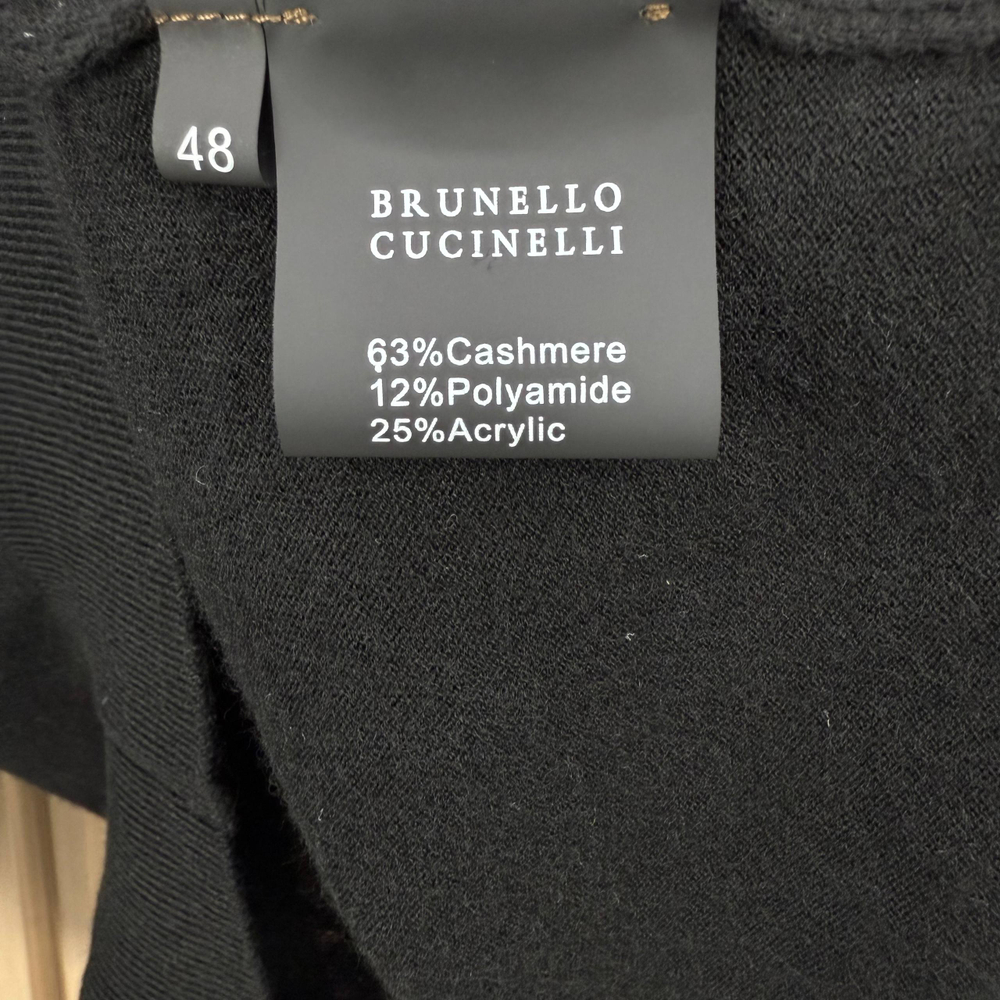 48
BRUNELLO
CUCINELLI
63%Cashmere
12%Polyamide
25%Acrylic